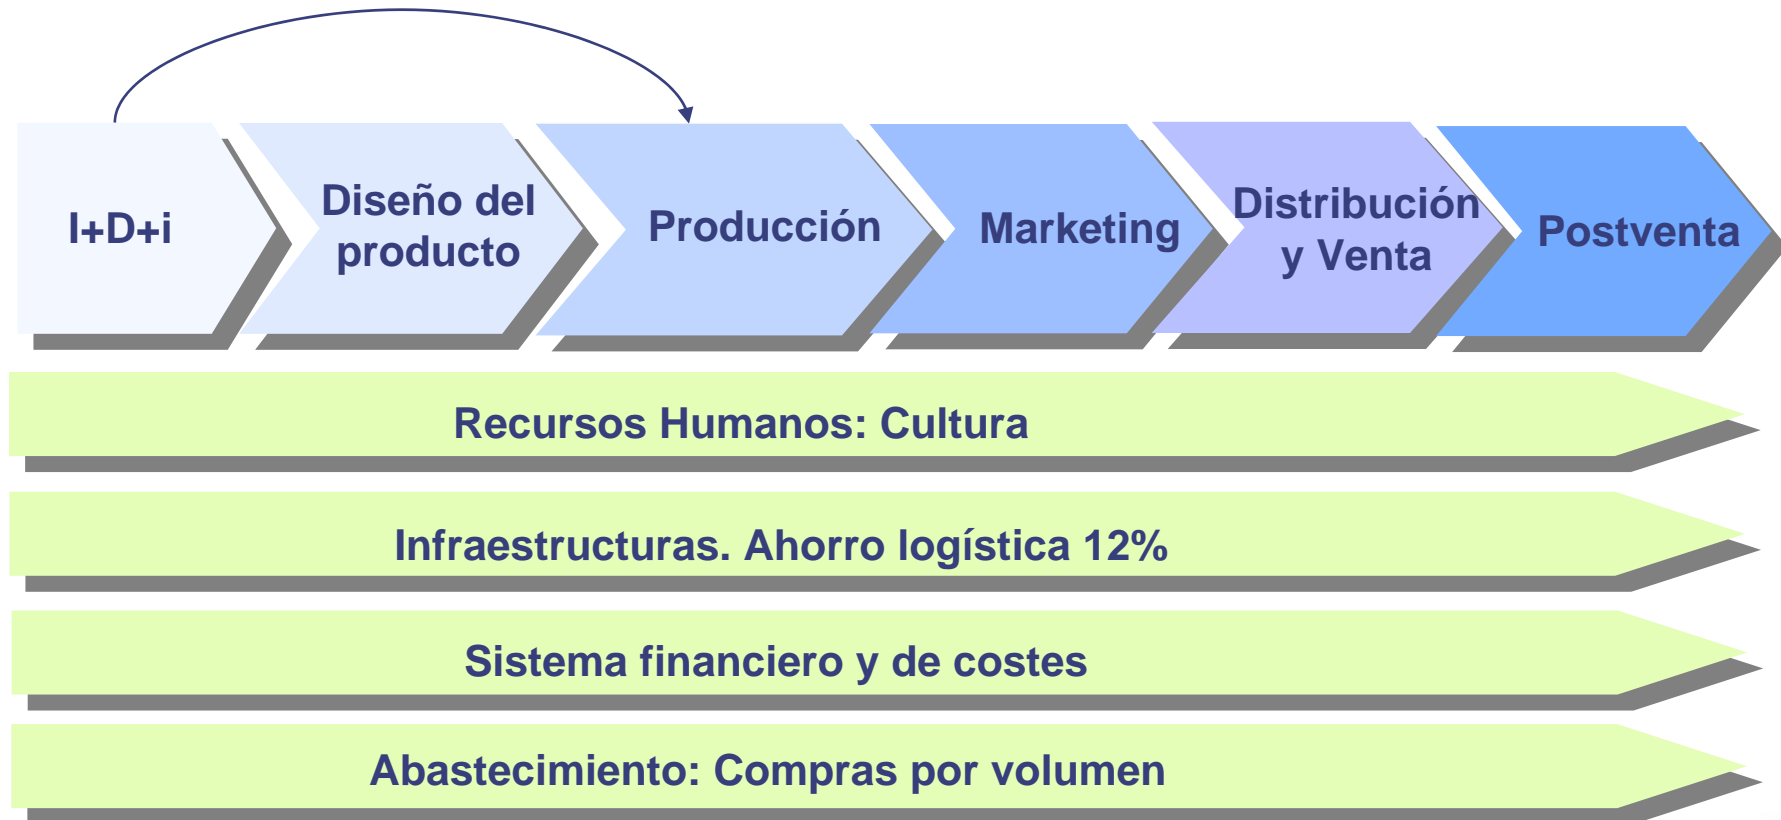 I+D+i
Diseño del
producto
Producción
Marketing
Distribución
y Venta
Postventa
Recursos Humanos: Cultura
Infraestructuras. Ahorro logística 12%
Sistema financiero y de costes
Abastecimiento: Compras por volumen